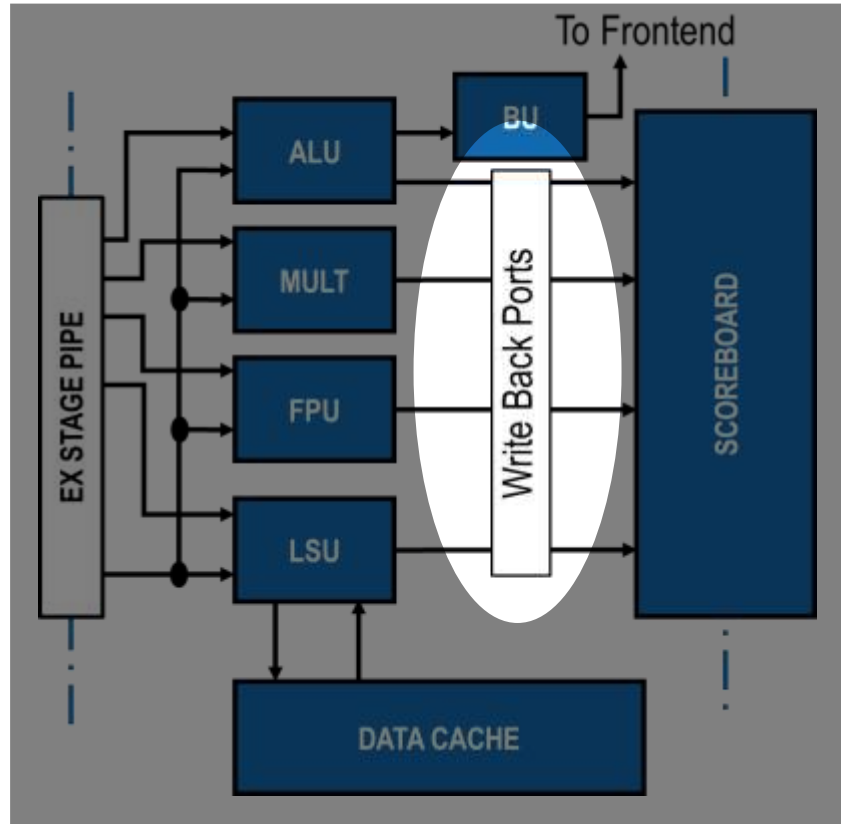 To Frontend
BU
ALU
MULT
FPU
LSU
EX STAGE PIPE
Write Back Ports
SCOREBOARD
DATA CACHE